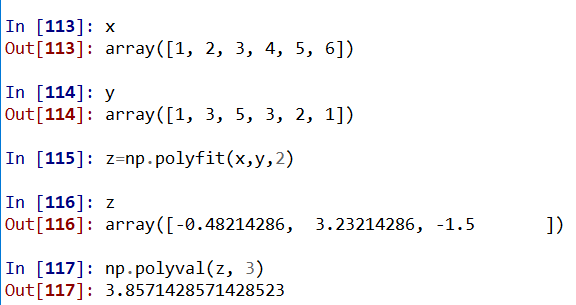 In [113]: x
Out[113]: array([1, 2, 3, 4, 5, 6])
In [114]: y
Out[114]: array([1, 3, 5, 3, 2, 1])
In [115]: z=np.polyfit(x,y,2)
In [116]: z
Out[116]: array([-0.48214286,  3.23214286, -1.5       ])
In [117]: np.polyval(z, 3)
Out[117]: 3.8571428571428523